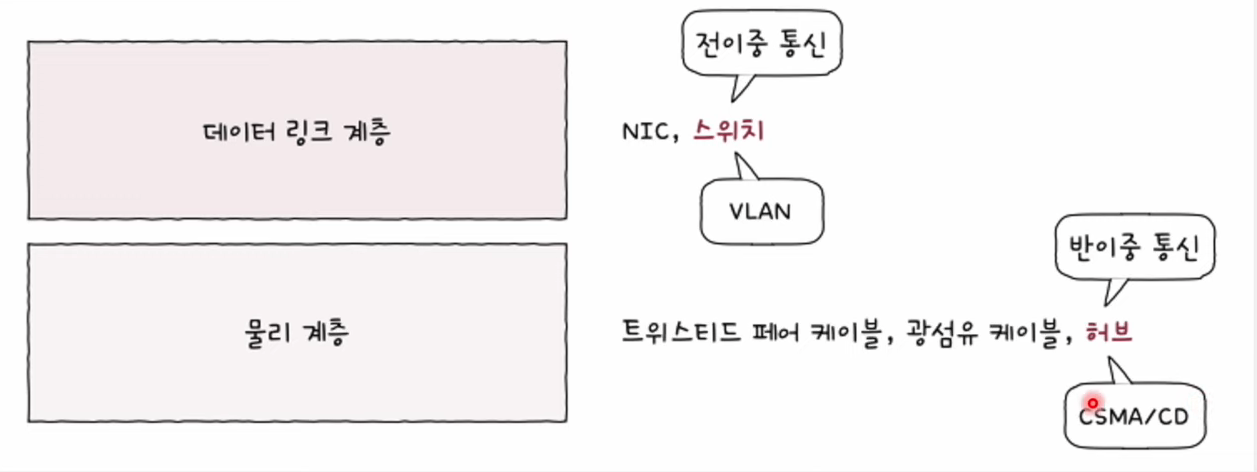 전이중 통신
데이터 링크 계층
NIC, 스위치
VLAN
반이중 통신
물리 계층
트위스티드 페어 케이블, 광섬유 케이블, 허브
CSMA/CD